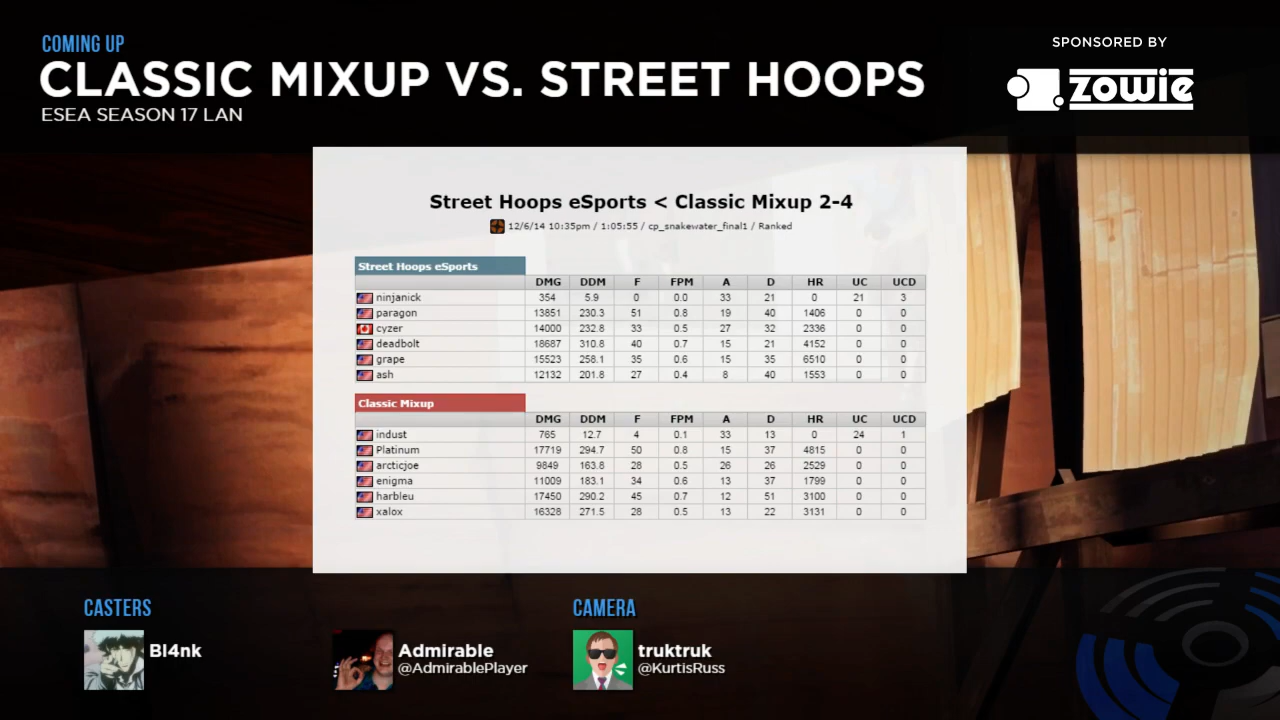 COMING UP
CLASSIC MIXUP VS. STREET HOOPS
ESEA SEASON 17 LAN
SPONSORED BY
zowie
Street Hoops eSports < Classic Mixup 2-4
12/6/14 10:35pm / 1:05:55 / cp_snakewater_final1 / Ranked
Street Hoops eSports
DMG DDM F FPM A D HR UC UCD
ninjanick 354 5.9 0 0.0 33 21 0 21 3
paragon 13851 230.3 51 0.8 19 40 1406 0 0
cyzer 14000 232.8 33 0.5 27 32 2336 0 0
deadbolt 18687 310.8 40 0.7 15 21 4152 0 0
grape 15523 258.1 35 0.6 15 35 6510 0 0
ash 12132 201.8 27 0.4 8 40 1553 0 0
Classic Mixup
DMG DDM F FPM A D HR UC UCD
indust 765 12.7 4 0.1 33 13 0 24 1
Platinum 17719 294.7 50 0.8 15 37 4815 0 0
arcticjoe 9849 163.8 28 0.5 26 26 2529 0 0
enigma 11009 183.1 34 0.6 13 37 1799 0 0
harbleu 17450 290.2 45 0.7 12 51 3100 0 0
xalox 16328 271.5 28 0.5 13 22 3131 0 0
CASTERS
Bl4nk
Admirable
@AdmirablePlayer
CAMERA
truktruk
@KurtisRuss